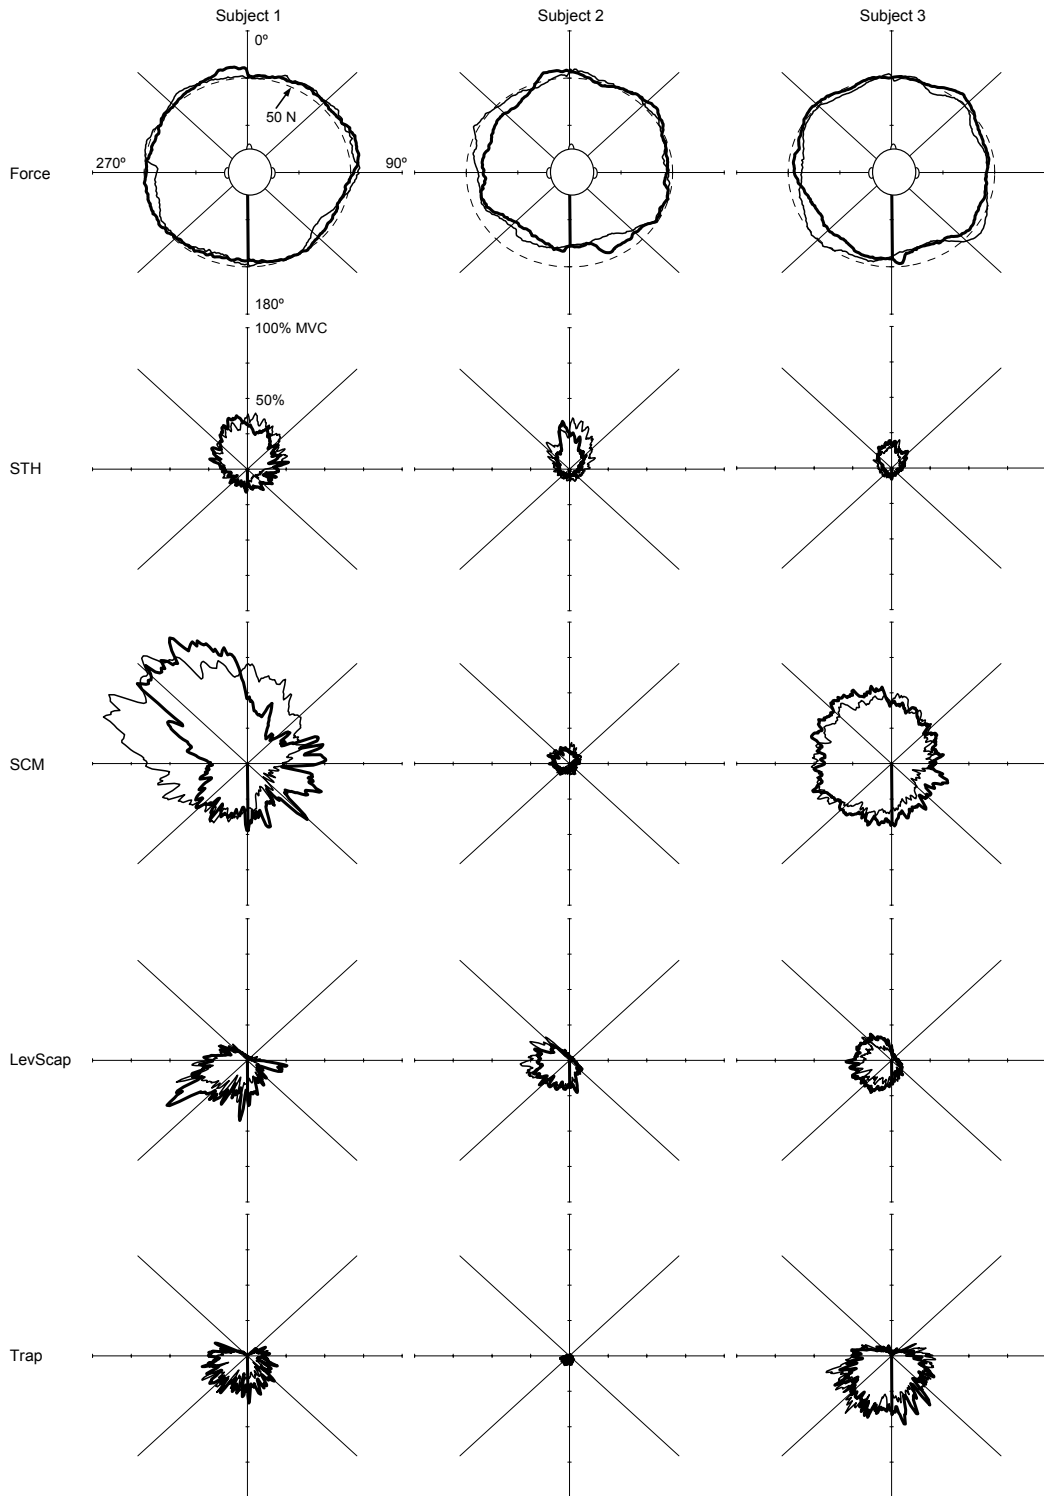 Subject 1
Subject 2
Subject 3
0º
50 N
270º
90º
Force
180º
100% MVC
50%
STH
SCM
LevScap
Trap